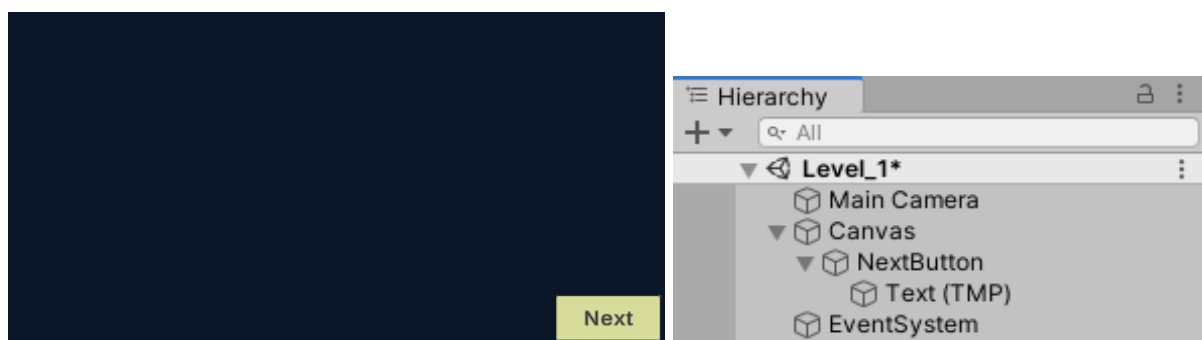 Next
Hierarchy
All
Level_1*
Main Camera
Canvas
NextButton
Text (TMP)
EventSystem